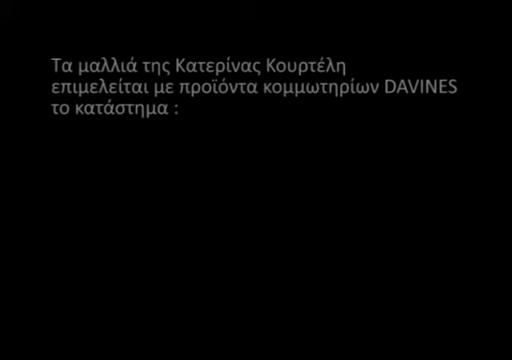 Τα μαλλιά της Κατερίνας Κουρτέλη
επιμελείται με προϊόντα κομμωτηρίων DAVINES
το κατάστημα :